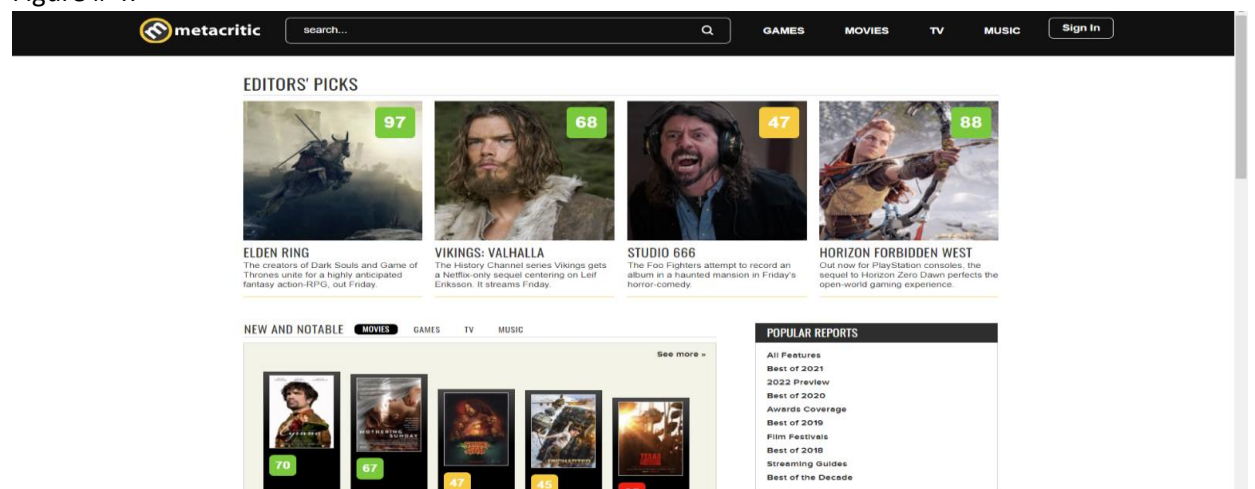 metacritic
search...
GAMES
MOVIES
TV
MUSIC
Sign In
EDITORS' PICKS
97
68
47
88
ELDEN RING
The creators of Dark Souls and Game of
Thrones unite for a highly anticipated
fantasy action-RPG, out Friday.
VIKINGS: VALHALLA
The History Channel series Vikings gets
a Netflix-only sequel centering on Leif
Eriksson. It streams Friday.
STUDIO 666
The Foo Fighters attempt to record an
album in a haunted mansion in Friday's
horror-comedy.
HORIZON FORBIDDEN WEST
Out now for PlayStation consoles, the
sequel to Horizon Zero Dawn perfects the
open-world gaming experience.
NEW AND NOTABLE
MOVIES
GAMES
TV
MUSIC
See more »
Cyrano
70
MOTHERING
SUNDAY
67
47
UNCHARTED
45
TEXAS
POPULAR REPORTS
All Features
Best of 2021
2022 Preview
Best of 2020
Awards Coverage
Best of 2019
Film Festivals
Best of 2018
Streaming Guides
Best of the Decade